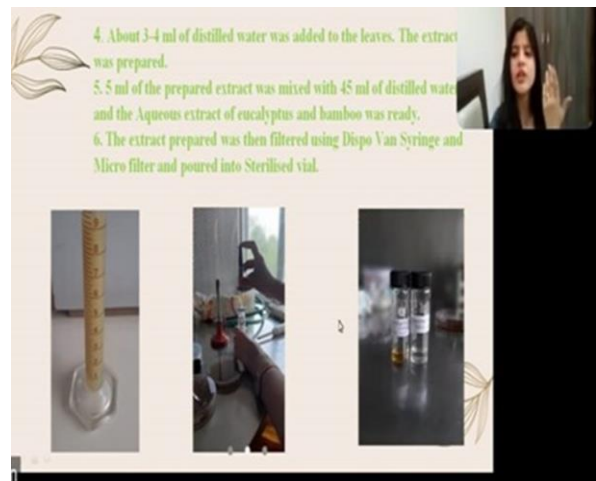 4. About 3-4 ml of distilled water was added to the leaves. The extract
was prepared.
5. 5 ml of the prepared extract was mixed with 45 ml of distilled wate
and the Aqueous extract of eucalyptus and bamboo was ready.
6. The extract prepared was then filtered using Dispo Van Syringe and
Micro filter and poured into Sterilised vial.